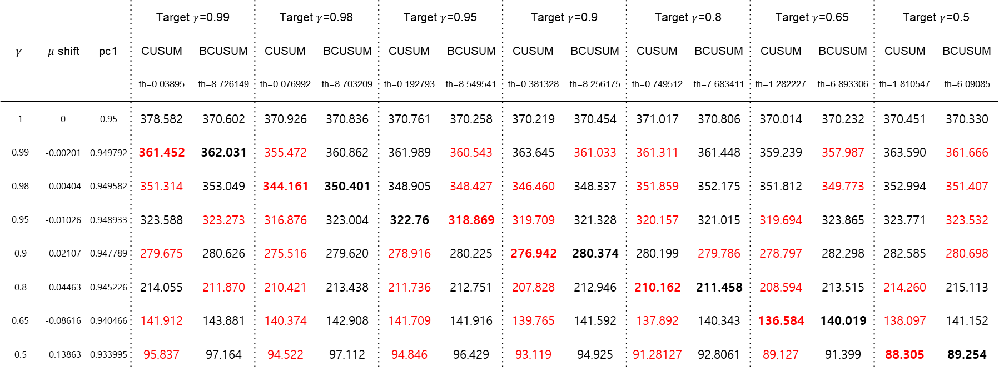 Target γ=0.99 Target γ=0.98 Target γ=0.95 Target γ=0.9 Target γ=0.8 Target γ=0.65 Target γ=0.5
γ μ shift pc1 CUSUM BCUSUM CUSUM BCUSUM CUSUM BCUSUM CUSUM BCUSUM CUSUM BCUSUM CUSUM BCUSUM CUSUM BCUSUM
th=0.03895 th=8.726149 th=0.076992 th=8.703209 th=0.192793 th=8.549541 th=0.381328 th=8.256175 th=0.749512 th=7.683411 th=1.282227 th=6.893306 th=1.810547 th=6.09085
1 0 0.95 378.582 370.602 370.926 370.836 370.761 370.258 370.219 370.454 371.017 370.806 370.014 370.232 370.451 370.330
0.99 -0.00201 0.949792 361.452 362.031 355.472 360.862 361.989 360.543 363.645 361.033 361.311 361.448 359.239 357.987 363.590 361.666
0.98 -0.00404 0.949582 351.314 353.049 344.161 350.401 348.905 348.427 346.460 348.337 351.859 352.175 351.812 349.773 352.994 351.407
0.95 -0.01026 0.948933 323.588 323.273 316.876 323.004 322.76 318.869 319.709 321.328 320.157 321.015 319.694 323.865 323.771 323.532
0.9 -0.02107 0.947789 279.675 280.626 275.516 279.620 278.916 280.225 276.942 280.374 280.199 279.786 278.797 282.298 282.585 280.698
0.8 -0.04463 0.945226 214.055 211.870 210.421 213.438 211.736 212.751 207.828 212.946 210.162 211.458 208.594 213.515 214.260 215.113
0.65 -0.08616 0.940466 141.912 143.881 140.374 142.908 141.709 141.916 139.765 141.592 137.892 140.343 136.584 140.019 138.097 141.152
0.5 -0.13863 0.933995 95.837 97.164 94.522 97.112 94.846 96.429 93.119 94.925 91.28127 92.8061 89.127 91.399 88.305 89.254